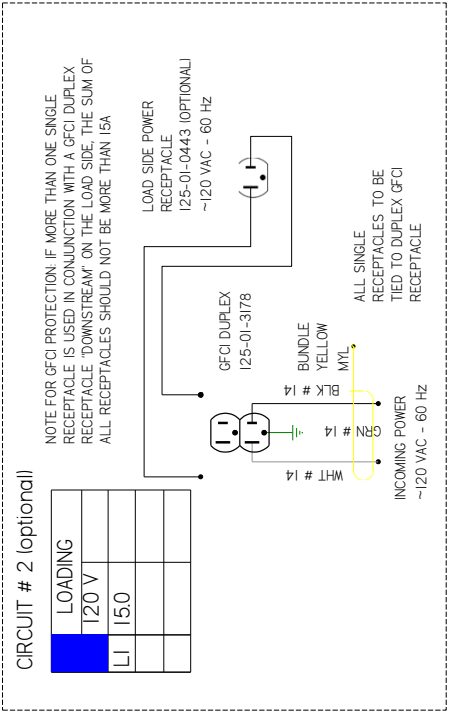 CIRCUIT # 2 (optional)
LOADING
120 V
L1 15.0
NOTE FOR GFCI PROTECTION: IF MORE THAN ONE SINGLE
RECEPTACLE IS USED IN CONJUNCTION WITH A GFCI DUPLEX
RECEPTACLE "DOWNSTREAM" ON THE LOAD SIDE, THE SUM OF
ALL RECEPTACLES SHOULD NOT BE MORE THAN 15A
LOAD SIDE POWER
RECEPTACLE
125-01-0443 (OPTIONAL)
~120 VAC - 60 Hz
GFCI DUPLEX
125-01-3178
BUNDLE
YELLOW
MYL
WHT # 14
GRN # 14
BLK # 14
INCOMING POWER
~120 VAC - 60 Hz
ALL SINGLE
RECEPTACLES TO BE
TIED TO DUPLEX GFCI
RECEPTACLE